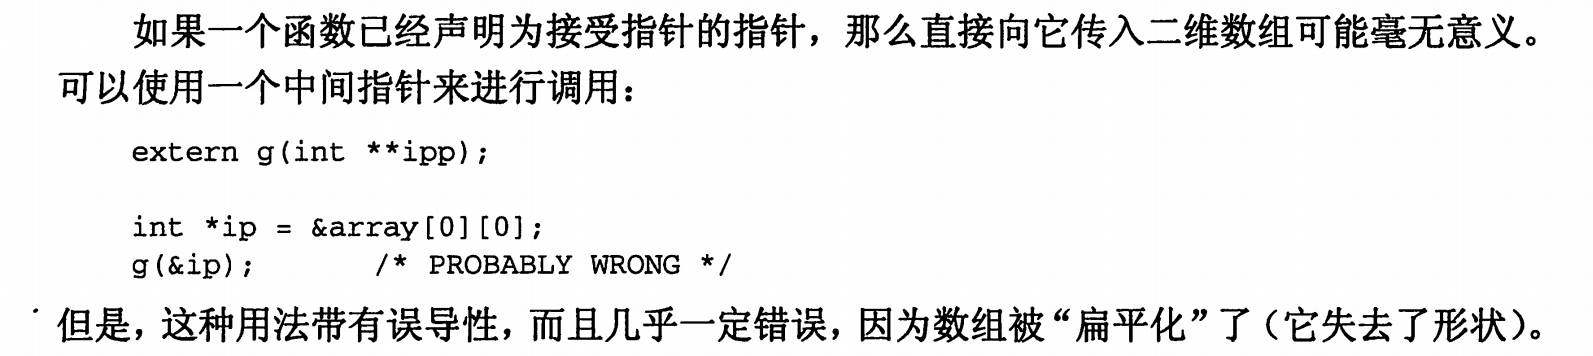 如果一个函数已经声明为接受指针的指针，那么直接向它传入二维数组可能毫无意义。
可以使用一个中间指针来进行调用：
extern g(int **ipp);
int *ip = &array[0][0];
g(&ip); /* PROBABLY WRONG */
但是，这种用法带有误导性，而且几乎一定错误，因为数组被“扁平化”了（它失去了形状）。